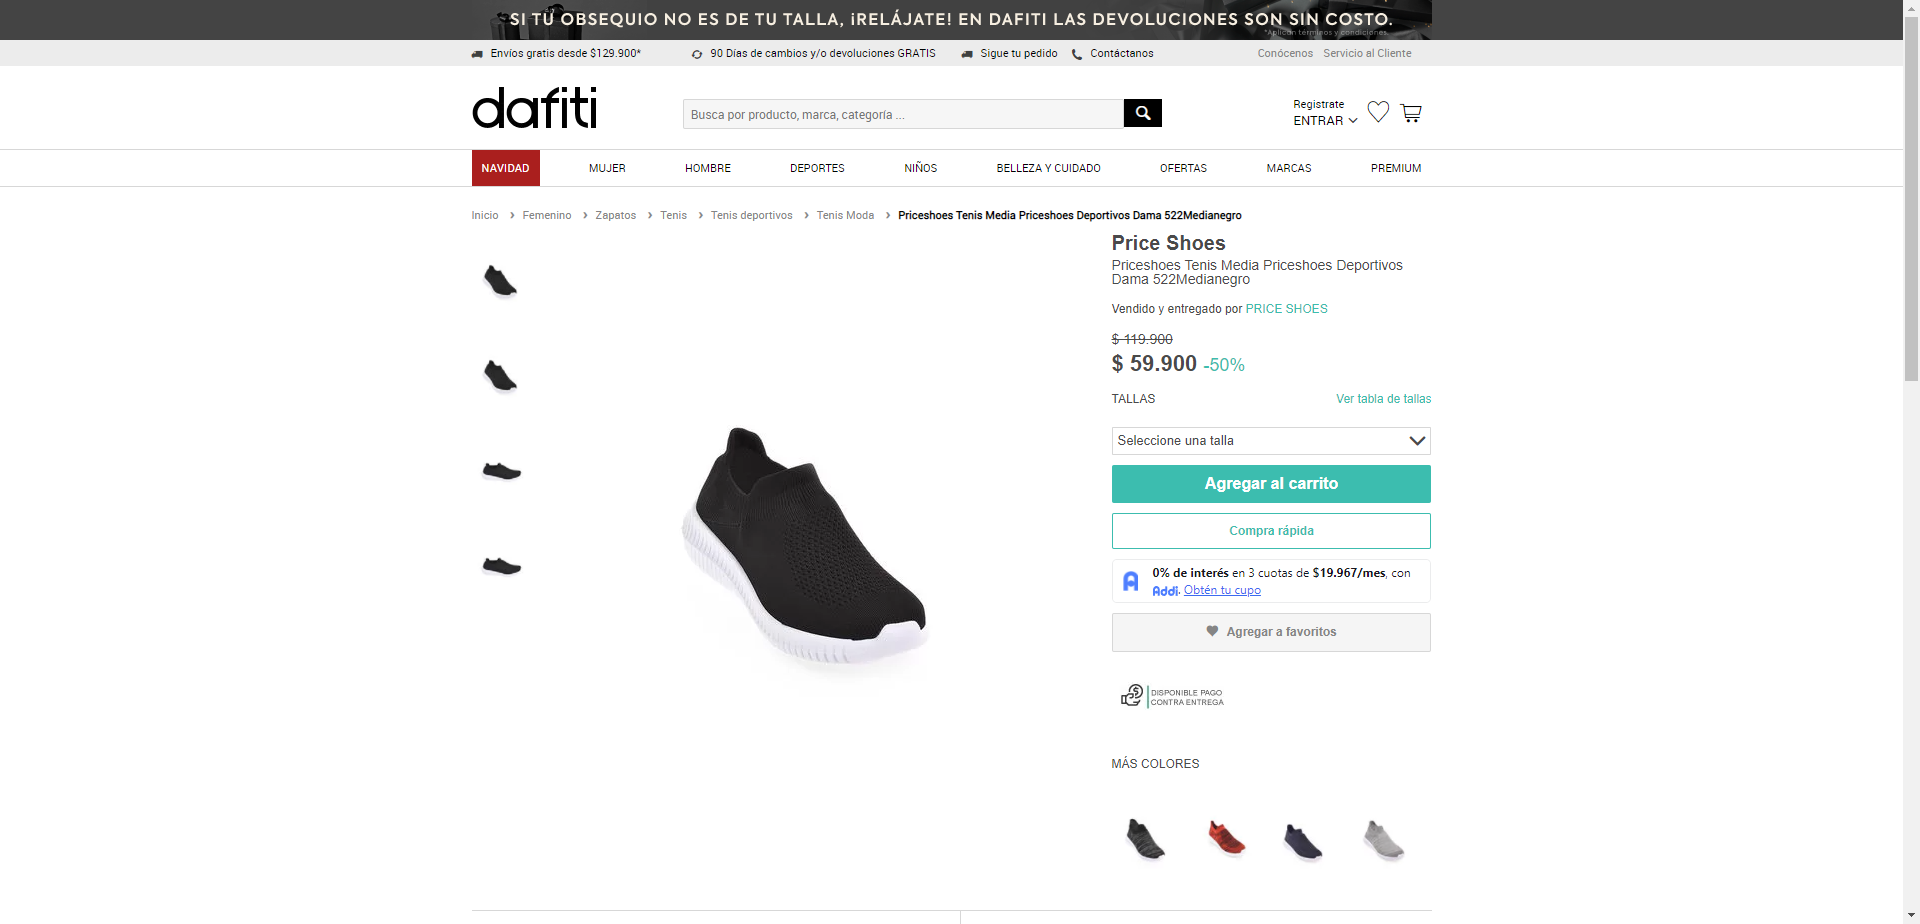 SI TU OBSEQUIO NO ES DE TU TALLA, ¡RELÁJATE! EN DAFITI LAS DEVOLUCIONES SON SIN COSTO.
*Aplican términos y condiciones.
Envíos gratis desde $129.900*
90 Días de cambios y/o devoluciones GRATIS
Sigue tu pedido
Contáctanos
Conócenos
Servicio al Cliente
dafiti
Busca por producto, marca, categoría ...
Registrate
ENTRAR
NAVIDAD
MUJER
HOMBRE
DEPORTES
NIÑOS
BELLEZA Y CUIDADO
OFERTAS
MARCAS
PREMIUM
Inicio › Femenino › Zapatos › Tenis › Tenis deportivos › Tenis Moda › Priceshoes Tenis Media Priceshoes Deportivos Dama 522Medianegro
Price Shoes
Priceshoes Tenis Media Priceshoes Deportivos
Dama 522Medianegro
Vendido y entregado por PRICE SHOES
$ 119.900
$ 59.900 -50%
TALLAS
Ver tabla de tallas
Seleccione una talla
Agregar al carrito
Compra rápida
0% de interés en 3 cuotas de $19.967/mes, con
Addi. Obtén tu cupo
Agregar a favoritos
DISPONIBLE PAGO
CONTRA ENTREGA
MÁS COLORES